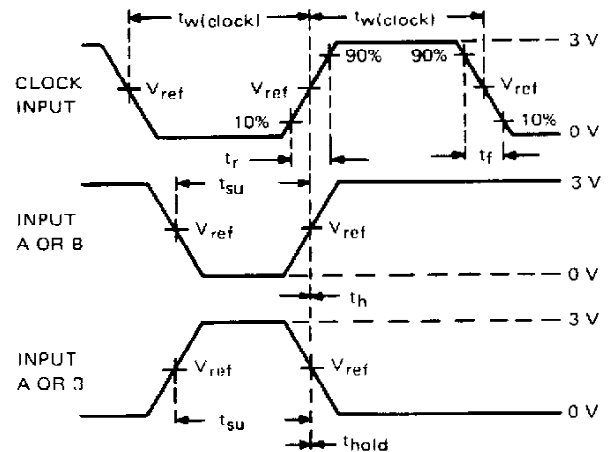 tw(clock) tw(clock)
3 V
90% 90%
CLOCK INPUT
Vref Vref Vref
10% 10%
0 V
tr tf
tsu
3 V
INPUT A OR B
Vref Vref
0 V
th
3 V
INPUT A OR 3
Vref Vref
0 V
tsu
thold